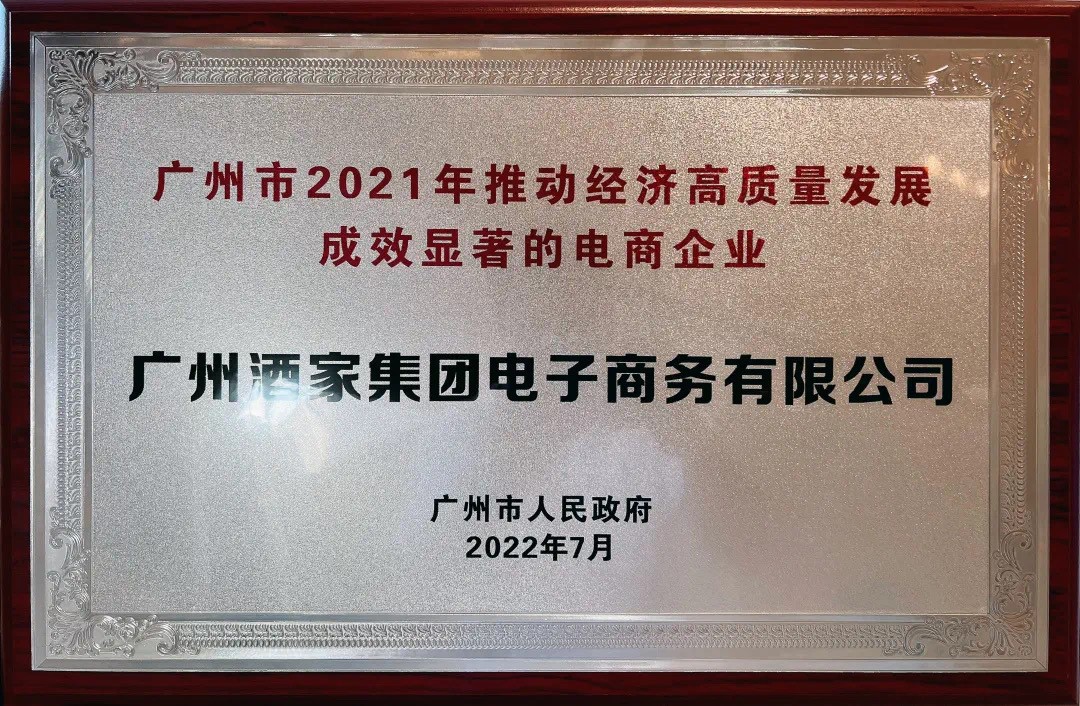 广州市2021年推动经济高质量发展
成效显著的电商企业
广州酒家集团电子商务有限公司
广州市人民政府
2022年7月